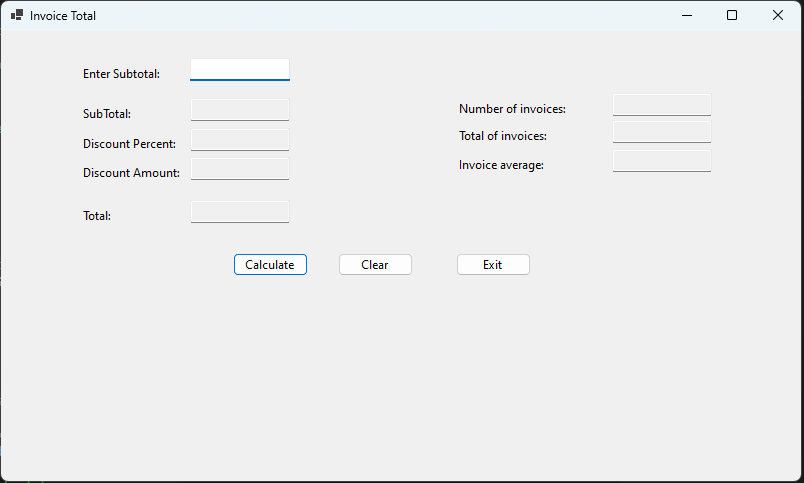 Invoice Total
Enter Subtotal:
SubTotal:
Discount Percent:
Discount Amount:
Total:
Number of invoices:
Total of invoices:
Invoice average:
Calculate Clear Exit